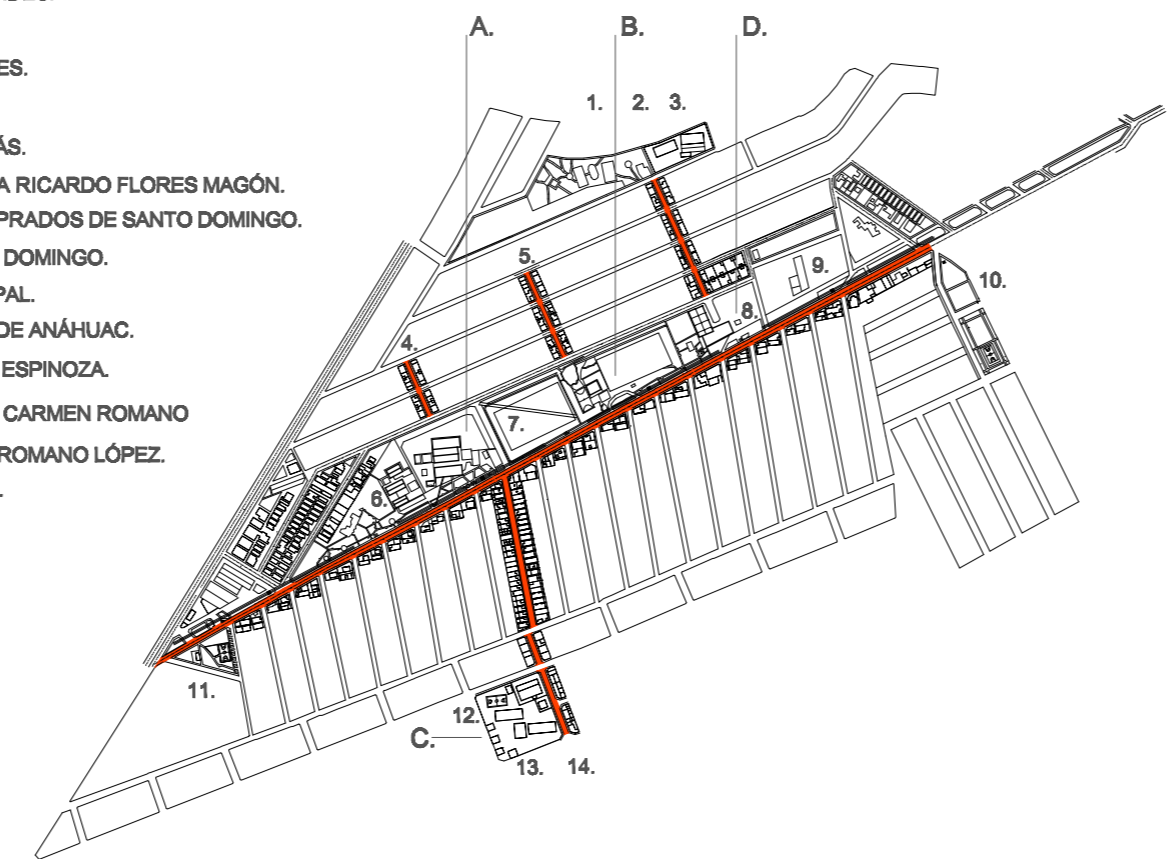 A. B. D.
ES.
1. 2. 3.
ÁS.
A RICARDO FLORES MAGÓN.
PRADOS DE SANTO DOMINGO.
DOMINGO.
5.
9.
10.
PAL.
8.
DE ANÁHUAC.
4.
ESPINOZA.
CARMEN ROMANO
7.
ROMANO LÓPEZ.
6.
11.
12.
C.
13. 14.